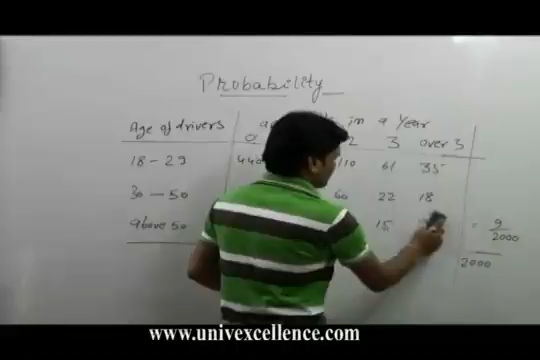 Probability
in a Year
Age of drivers 0 2 3 over 3
18 - 29 440 110 61 35
30 - 50 60 22 18
above 50 15 = 9/2000
2000
www.univexcellence.com